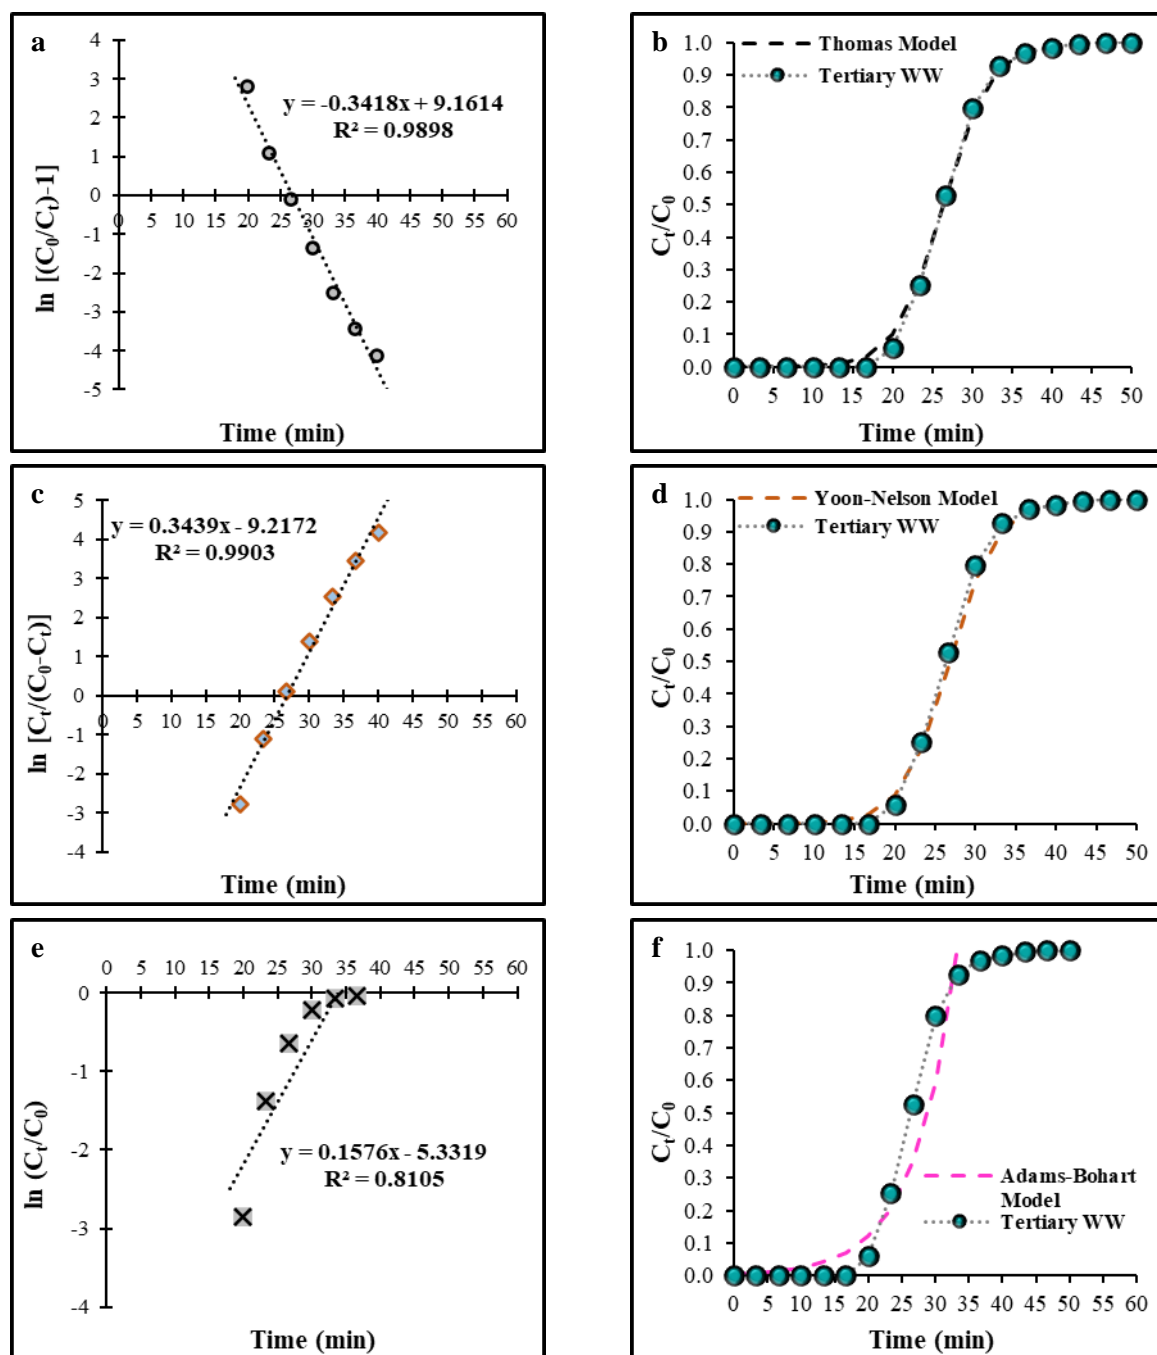 a
4
3
2
1
0
-1
-2
-3
-4
-5
0 5 10 15 20 25 30 35 40 45 50 55 60
y = -0.3418x + 9.1614
R² = 0.9898
ln [(C₀/Cₜ)-1]
Time (min)
b
1.0
0.9
0.8
0.7
0.6
0.5
0.4
0.3
0.2
0.1
0.0
0 5 10 15 20 25 30 35 40 45 50
Thomas Model
Tertiary WW
Cₜ/C₀
Time (min)
c
5
4
3
2
1
0
-1
-2
-3
-4
0 5 10 15 20 25 30 35 40 45 50 55 60
y = 0.3439x - 9.2172
R² = 0.9903
ln [Cₜ/(C₀-Cₜ)]
Time (min)
d
1.0
0.9
0.8
0.7
0.6
0.5
0.4
0.3
0.2
0.1
0.0
0 5 10 15 20 25 30 35 40 45 50
Yoon-Nelson Model
Tertiary WW
Cₜ/C₀
Time (min)
e
0 5 10 15 20 25 30 35 40 45 50 55 60
0
-1
-2
-3
-4
y = 0.1576x - 5.3319
R² = 0.8105
ln (Cₜ/C₀)
Time (min)
f
1.0
0.9
0.8
0.7
0.6
0.5
0.4
0.3
0.2
0.1
0.0
0 5 10 15 20 25 30 35 40 45 50 55 60
Adams-Bohart
Model
Tertiary WW
Cₜ/C₀
Time (min)